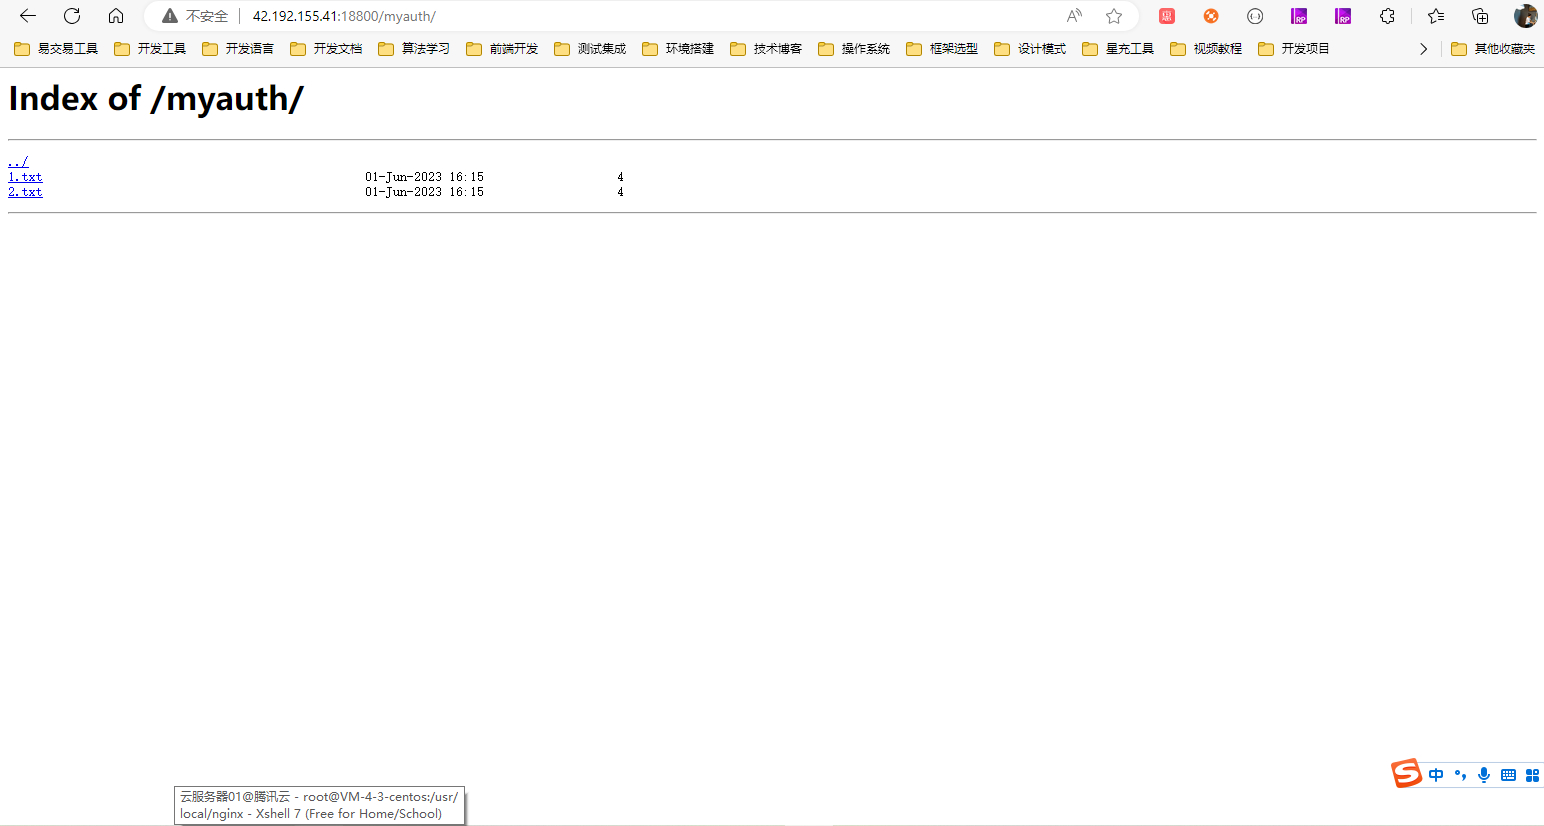 不安全 42.192.155.41:18800/myauth/
易交易工具 开发工具 开发语言 开发文档 算法学习 前端开发 测试集成 环境搭建 技术博客 操作系统 框架选型 设计模式 星充工具 视频教程 开发项目 其他收藏夹
Index of /myauth/
../
1.txt 01-Jun-2023 16:15 4
2.txt 01-Jun-2023 16:15 4
中
云服务器01@腾讯云 - root@VM-4-3-centos:/usr/
local/nginx - Xshell 7 (Free for Home/School)